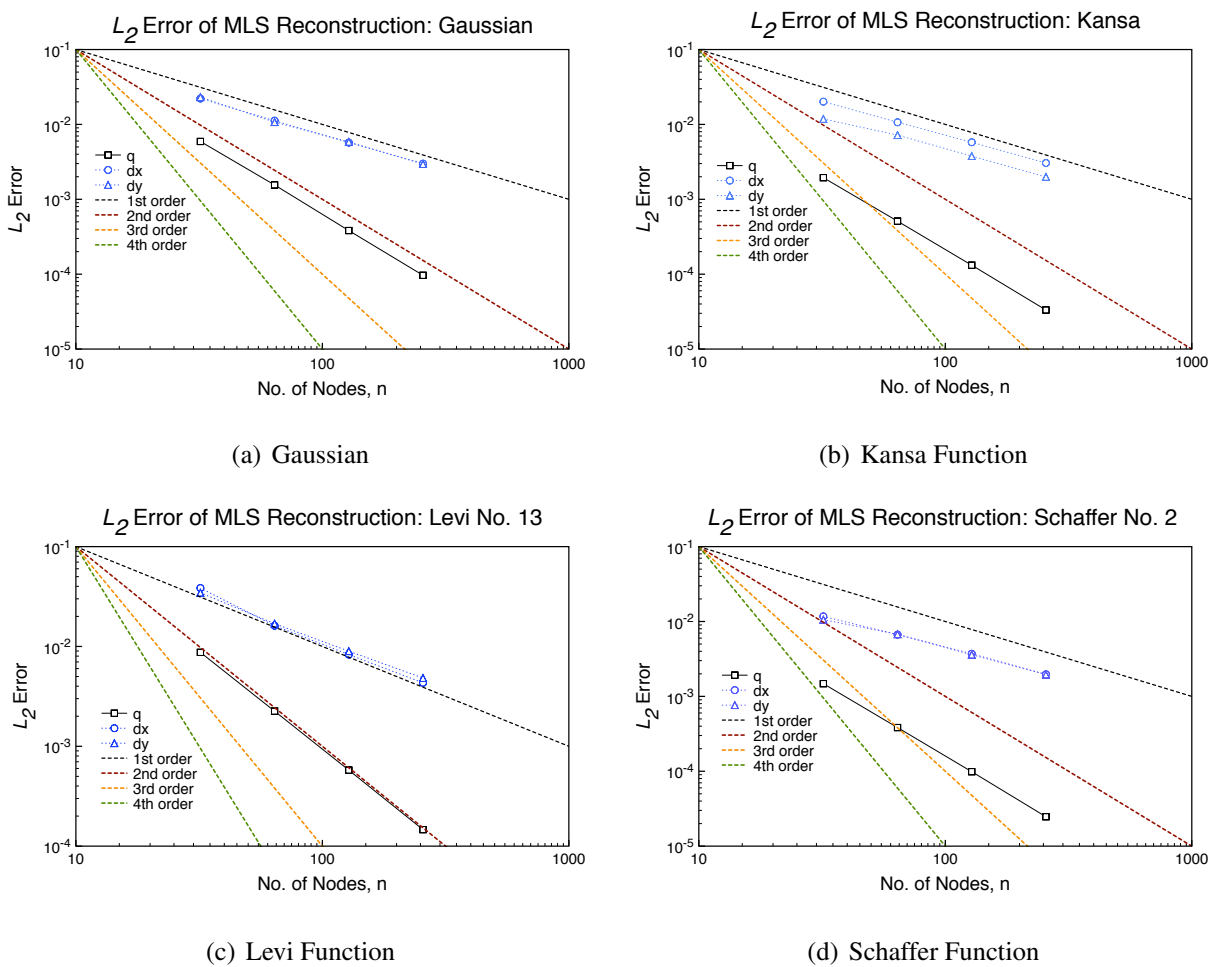 L2 Error of MLS Reconstruction: Gaussian
10-1
10-2
10-3
10-4
10-5
L2 Error
q
dx
dy
1st order
2nd order
3rd order
4th order
10
100
1000
No. of Nodes, n
(a) Gaussian
L2 Error of MLS Reconstruction: Kansa
10-1
10-2
10-3
10-4
10-5
L2 Error
q
dx
dy
1st order
2nd order
3rd order
4th order
10
100
1000
No. of Nodes, n
(b) Kansa Function
L2 Error of MLS Reconstruction: Levi No. 13
10-1
10-2
10-3
10-4
L2 Error
q
dx
dy
1st order
2nd order
3rd order
4th order
10
100
1000
No. of Nodes, n
(c) Levi Function
L2 Error of MLS Reconstruction: Schaffer No. 2
10-1
10-2
10-3
10-4
10-5
L2 Error
q
dx
dy
1st order
2nd order
3rd order
4th order
10
100
1000
No. of Nodes, n
(d) Schaffer Function